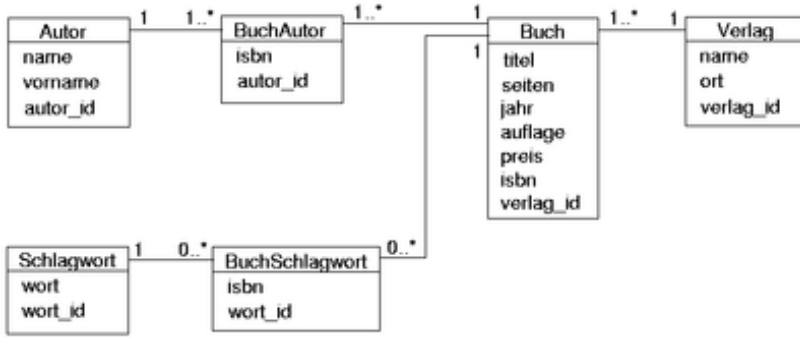 Autor
name
vorname
autor_id
1
1..*
BuchAutor
isbn
autor_id
1..*
1
1
Buch
titel
seiten
jahr
auflage
preis
isbn
verlag_id
1..*
1
Verlag
name
ort
verlag_id
Schlagwort
wort
wort_id
1
0..*
BuchSchlagwort
isbn
wort_id
0..*